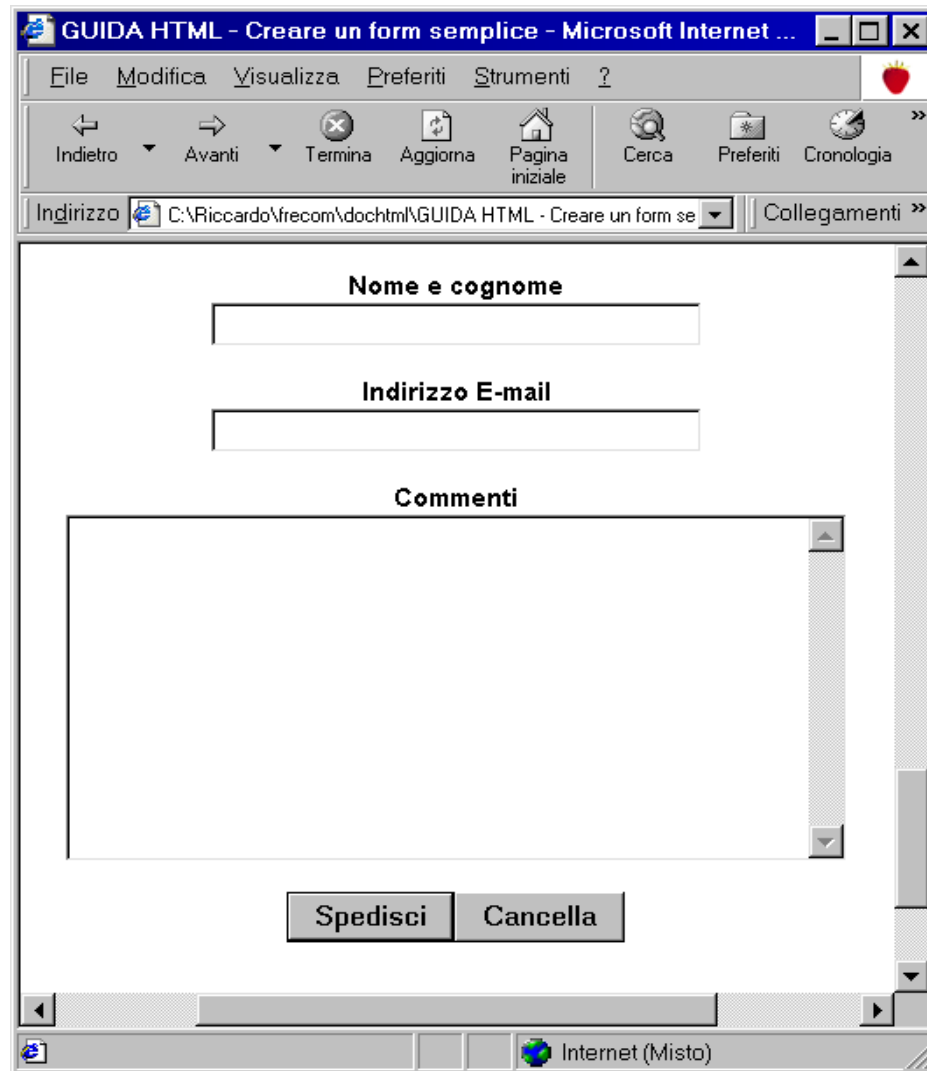 GUIDA HTML - Creare un form semplice - Microsoft Internet ...
File Modifica Visualizza Preferiti Strumenti ?
Indietro Avanti Termina Aggiorna Pagina iniziale Cerca Preferiti Cronologia »
Indirizzo C:\Riccardo\frecom\dochtml\GUIDA HTML - Creare un form se Collegamenti »
Nome e cognome
Indirizzo E-mail
Commenti
Spedisci Cancella
Internet (Misto)